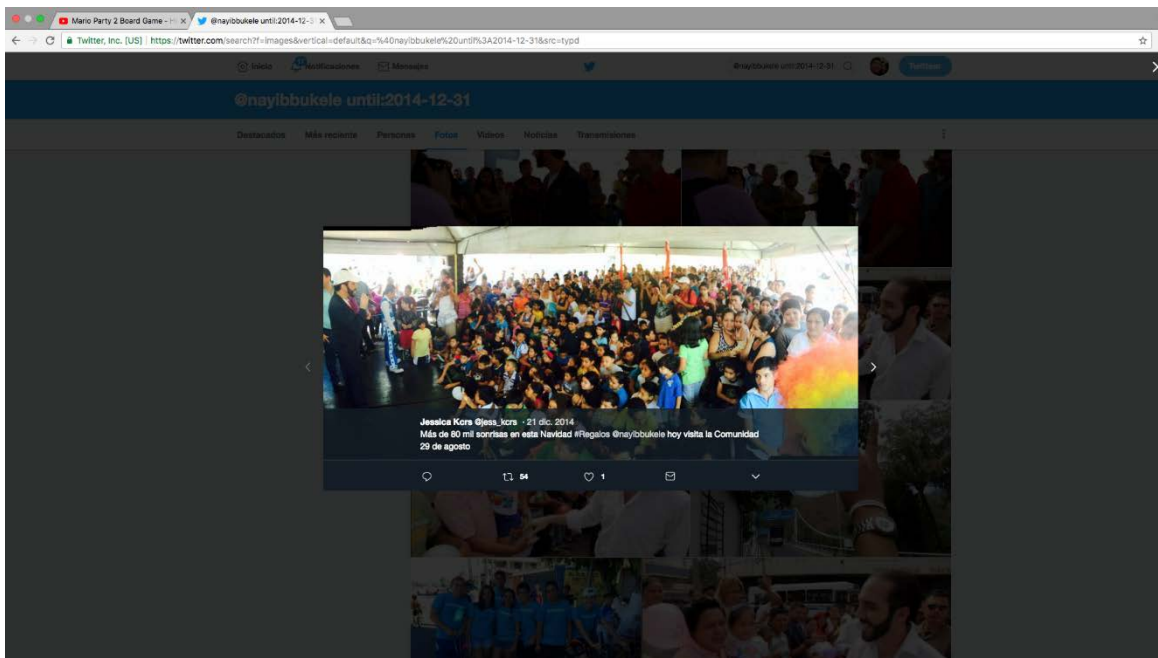 Mario Party 2 Board Game - H
@nayibbukele until:2014-12-3
Twitter, Inc. [US] https://twitter.com/search?f=images&vertical=default&q=%40nayibbukele%20until%3A2014-12-31&src=typd
Inicio Notificaciones Mensajes @nayibbukele until:2014-12-31 Twittear
@nayibbukele until:2014-12-31
Destacados Más reciente Personas Fotos Videos Noticias Transmisiones
Jessica Kcrs @jess_kcrs · 21 dic. 2014
Más de 80 mil sonrisas en esta Navidad #Regalos @nayibbukele hoy visita la Comunidad
29 de agosto
54 1